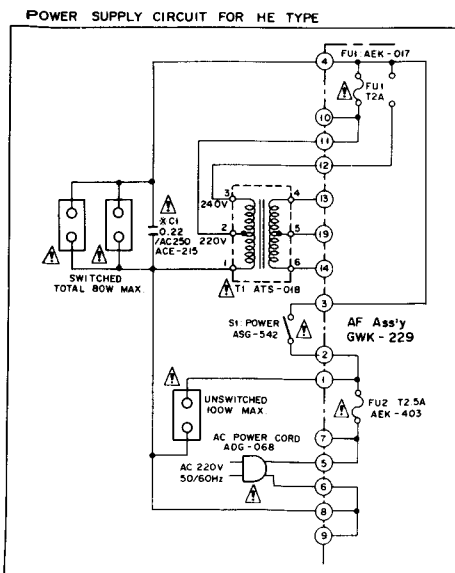 POWER SUPPLY CIRCUIT FOR HE TYPE
FU1: AEK-017
4
FU1
T2A
10
11
12
3
240V
4
13
※C1
0.22
/AC250
ACE-215
220V
2
5
19
1
6
14
T1 ATS-018
SWITCHED
TOTAL 80W MAX.
3
S1: POWER
ASG-542
AF Ass'y
GWK-229
2
1
UNSWITCHED
100W MAX.
FU2 T2.5A
AEK-403
7
AC POWER CORD
ADG-068
5
AC 220V
50/60Hz
6
8
9